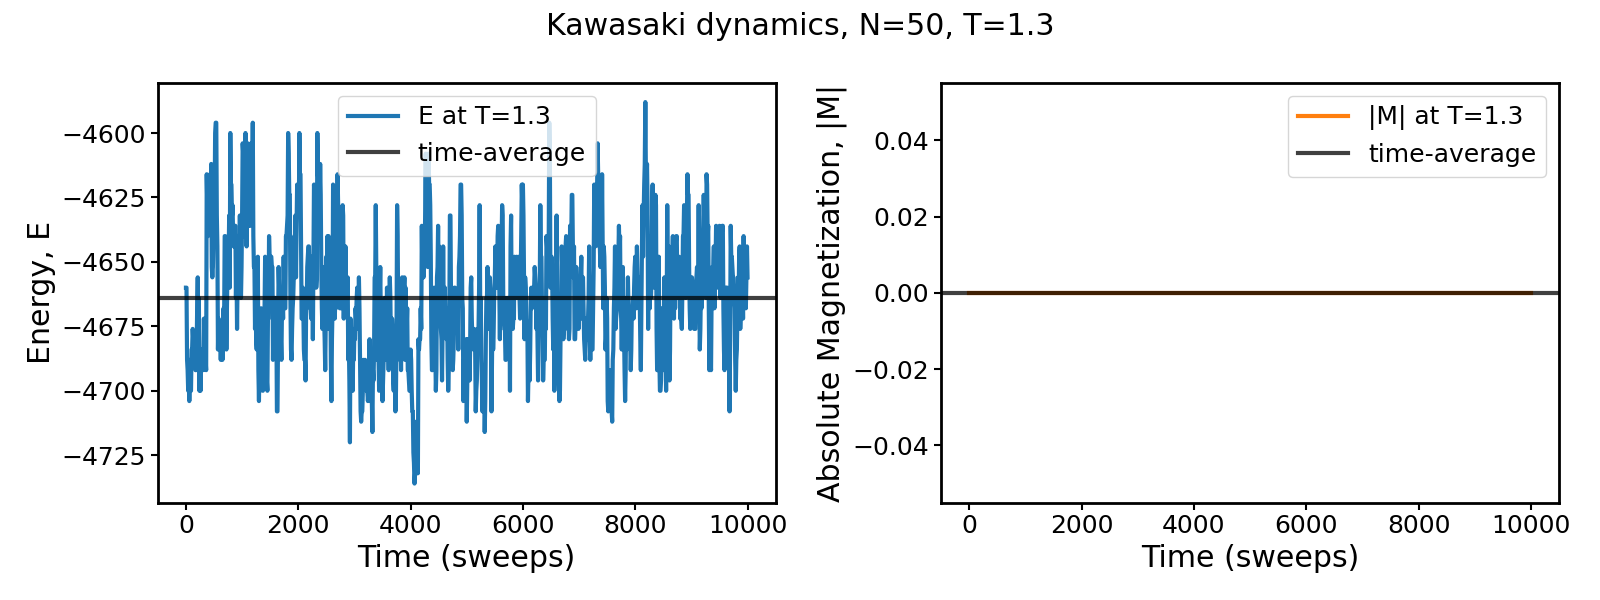 Kawasaki dynamics, N=50, T=1.3
Energy, E
−4600
−4625
−4650
−4675
−4700
−4725
E at T=1.3
time-average
0
2000
4000
6000
8000
10000
Time (sweeps)
Absolute Magnetization, |M|
0.04
0.02
0.00
−0.02
−0.04
|M| at T=1.3
time-average
0
2000
4000
6000
8000
10000
Time (sweeps)